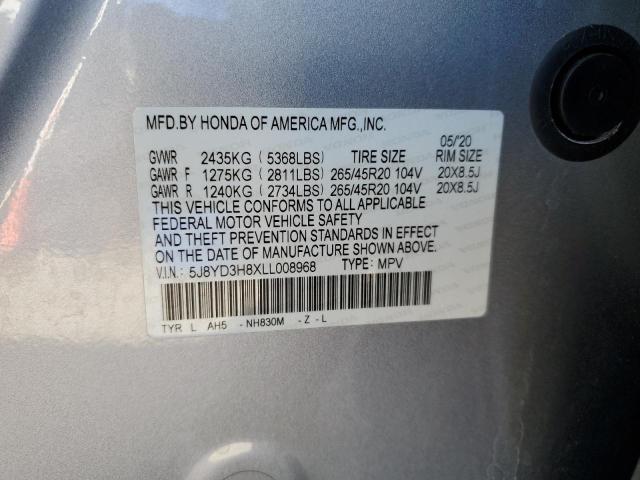 MFD.BY HONDA OF AMERICA MFG.,INC.
05/'20
GVWR 2435KG (5368LBS) TIRE SIZE RIM SIZE
GAWR F 1275KG (2811LBS) 265/45R20 104V 20X8.5J
GAWR R 1240KG (2734LBS) 265/45R20 104V 20X8.5J
THIS VEHICLE CONFORMS TO ALL APPLICABLE
FEDERAL MOTOR VEHICLE SAFETY
AND THEFT PREVENTION STANDARDS IN EFFECT
ON THE DATE OF MANUFACTURE SHOWN ABOVE.
V.I.N.: 5J8YD3H8XLL008968 TYPE: MPV
TYR L AH5 -NH830M -Z -L